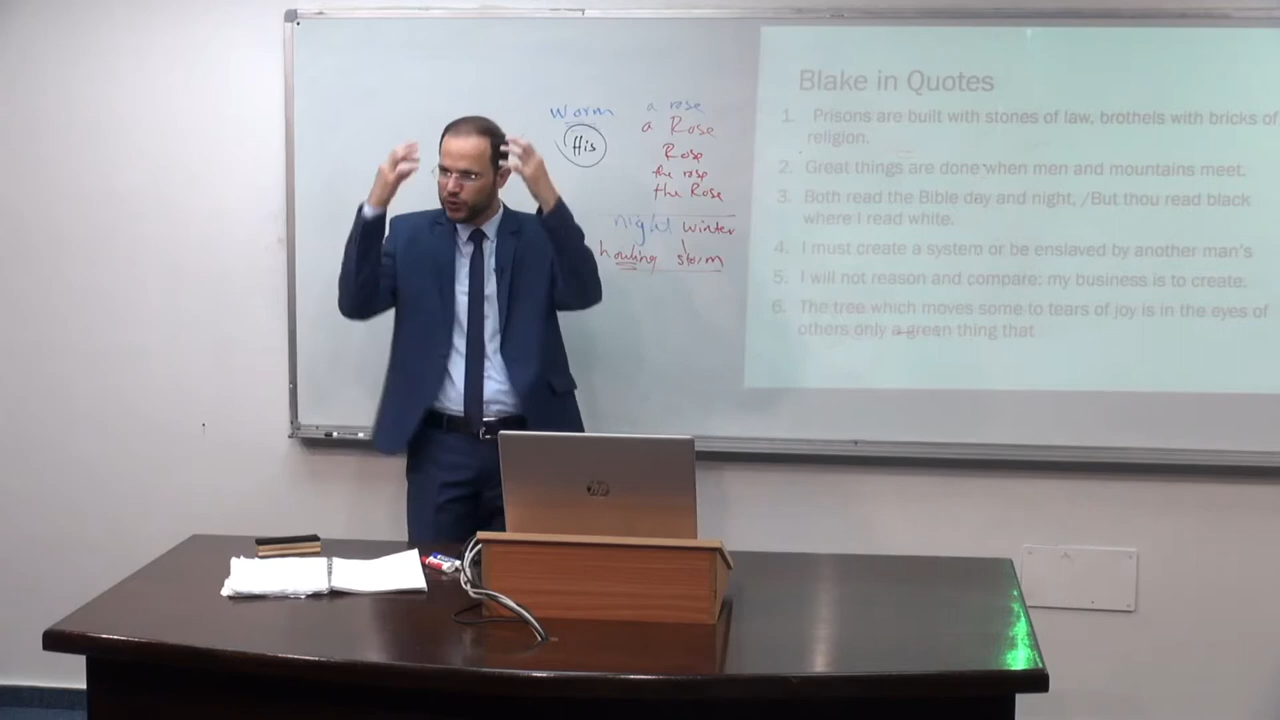 worm
His
a rose
a Rose
Rose
the rose
the Rose
night winter
howling storm
Blake in Quotes
1. Prisons are built with stones of law, brothels with bricks of
religion.
2. Great things are done when men and mountains meet.
3. Both read the Bible day and night, /But thou read black
where I read white.
4. I must create a system or be enslaved by another man's
5. I will not reason and compare: my business is to create.
6. The tree which moves some to tears of joy is in the eyes of
others only a green thing that
hp